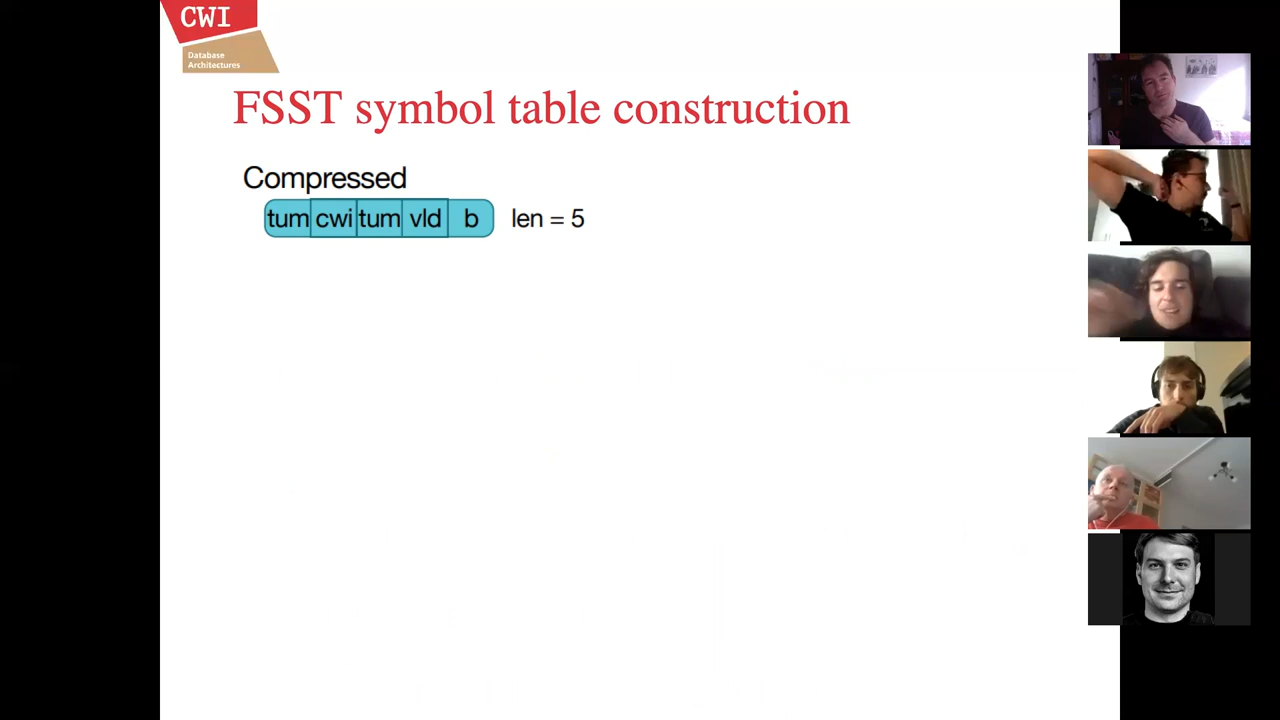 CWI
Database
Architectures
FSST symbol table construction
Compressed
tum cwi tum vld b len = 5